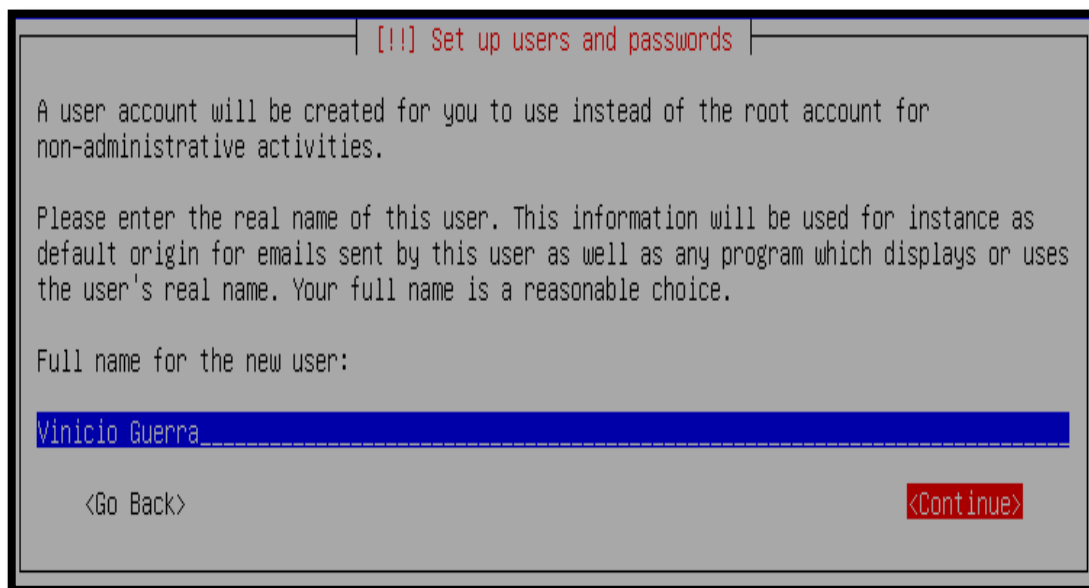 [!!] Set up users and passwords
A user account will be created for you to use instead of the root account for
non-administrative activities.
Please enter the real name of this user. This information will be used for instance as
default origin for emails sent by this user as well as any program which displays or uses
the user's real name. Your full name is a reasonable choice.
Full name for the new user:
Vinicio Guerra
<Go Back> <Continue>